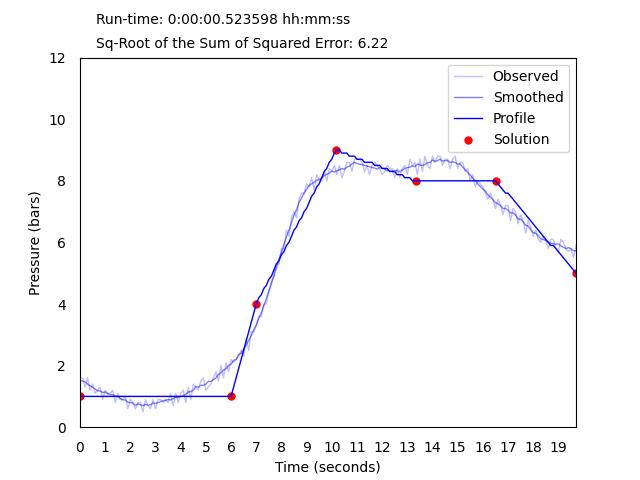 Run-time: 0:00:00.523598 hh:mm:ss
Sq-Root of the Sum of Squared Error: 6.22
12
10
8
6
4
2
0
Pressure (bars)
Observed
Smoothed
Profile
Solution
0 1 2 3 4 5 6 7 8 9 10 11 12 13 14 15 16 17 18 19
Time (seconds)